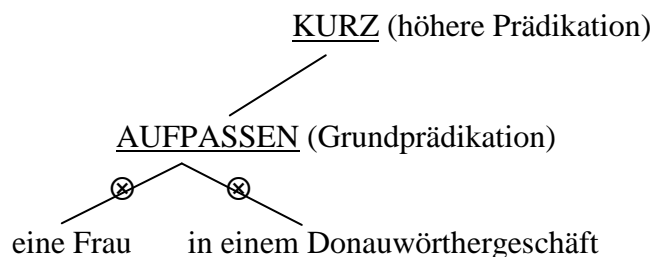 KURZ (höhere Prädikation)
AUFPASSEN (Grundprädikation)
eine Frau in einem Donauwörthergeschäft